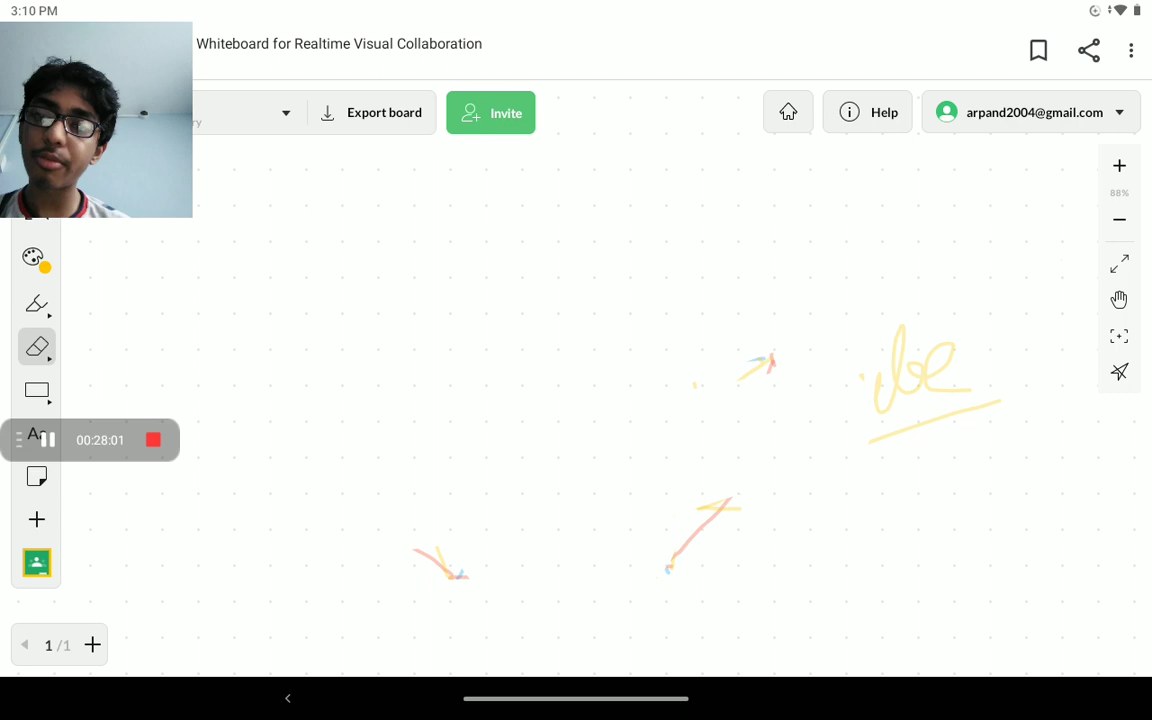 3:10 PM
Whiteboard for Realtime Visual Collaboration
Export board
Invite
Help
arpand2004@gmail.com
88%
00:28:01
1 /1